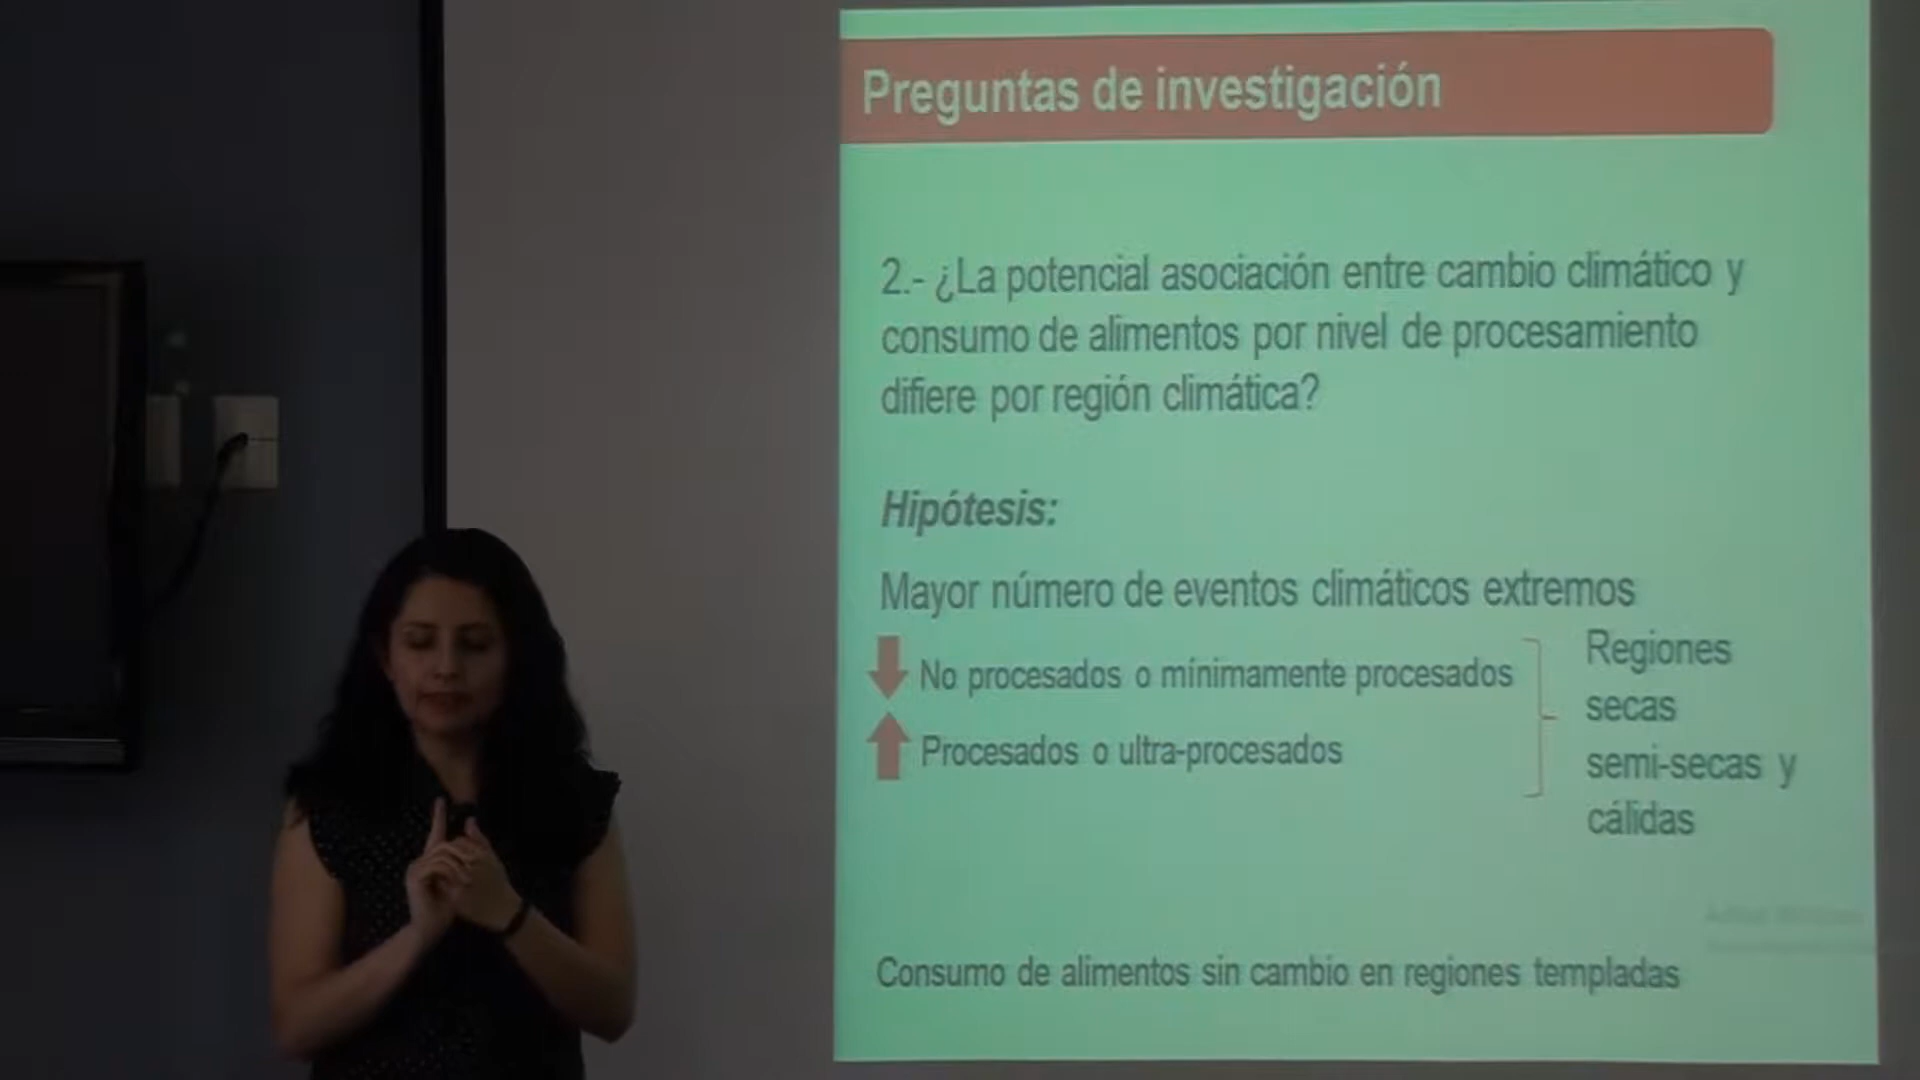 Preguntas de investigación
2.- ¿La potencial asociación entre cambio climático y
consumo de alimentos por nivel de procesamiento
difiere por región climática?
Hipótesis:
Mayor número de eventos climáticos extremos
No procesados o mínimamente procesados
Procesados o ultra-procesados
Regiones
secas
semi-secas y
cálidas
Consumo de alimentos sin cambio en regiones templadas